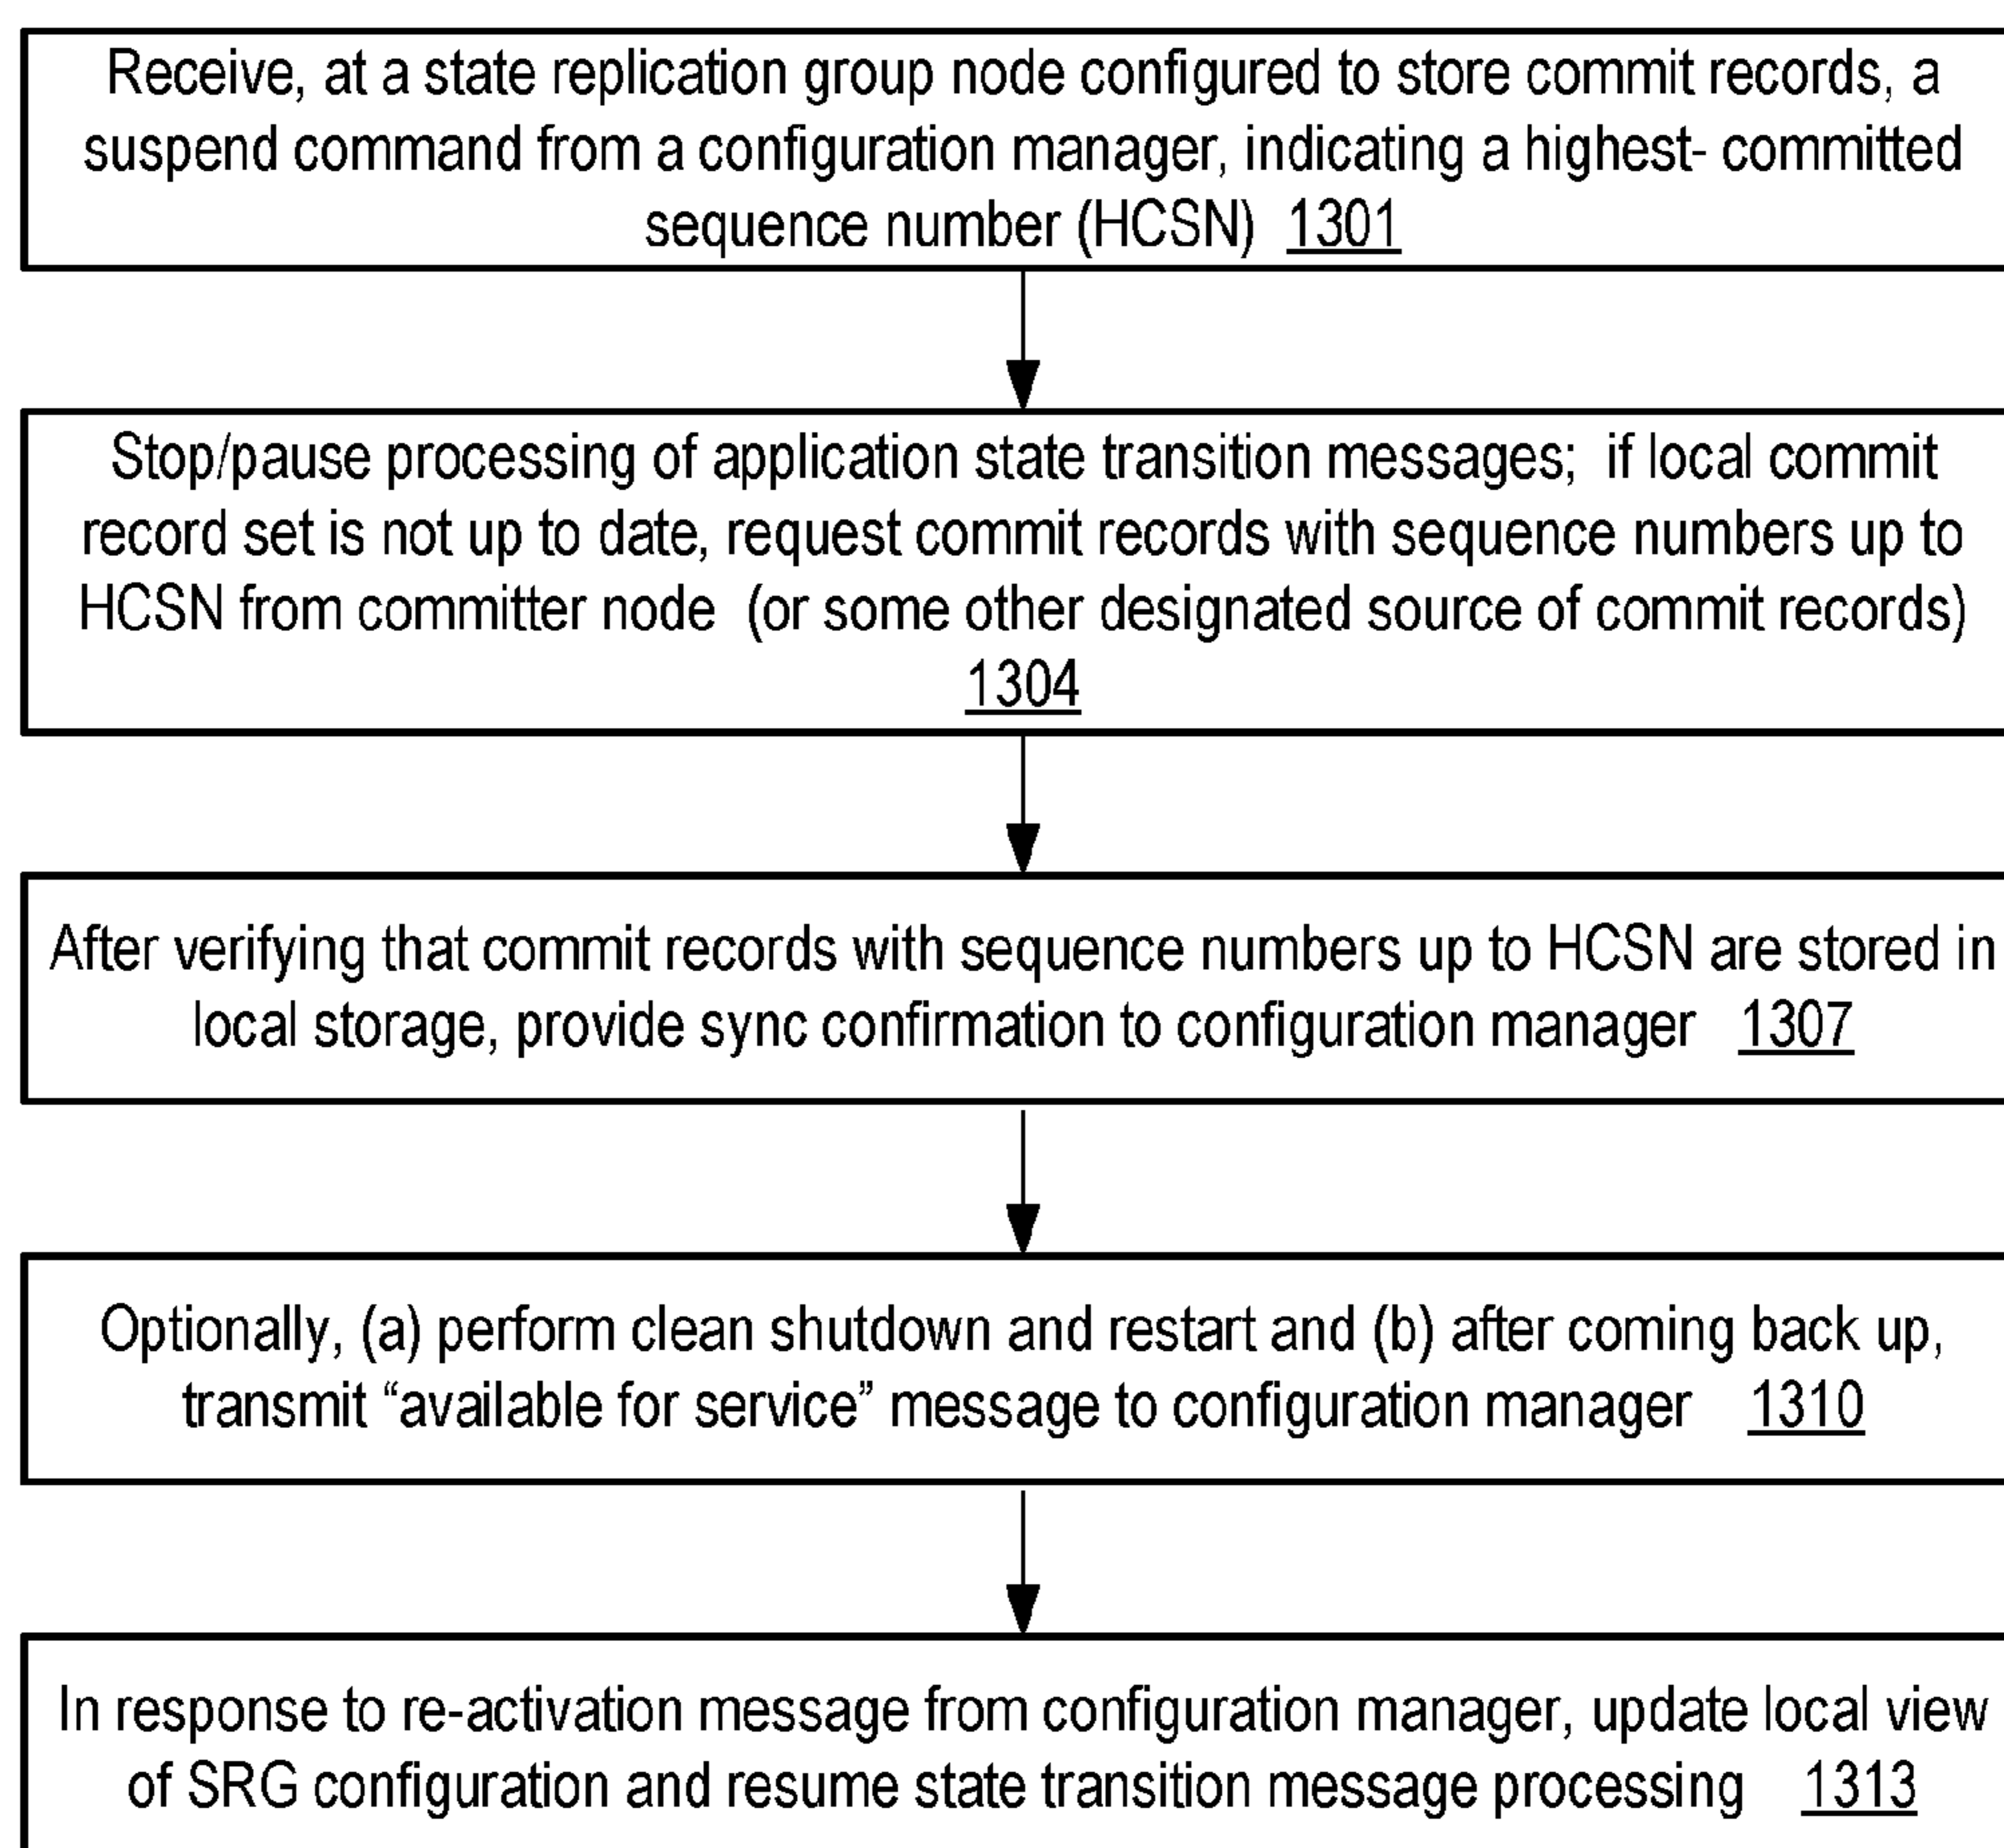 Receive, at a state replication group node configured to store commit records, a
suspend command from a configuration manager, indicating a highest- committed
sequence number (HCSN) 1301
Stop/pause processing of application state transition messages; if local commit
record set is not up to date, request commit records with sequence numbers up to
HCSN from committer node (or some other designated source of commit records)
1304
After verifying that commit records with sequence numbers up to HCSN are stored in
local storage, provide sync confirmation to configuration manager 1307
Optionally, (a) perform clean shutdown and restart and (b) after coming back up,
transmit “available for service” message to configuration manager 1310
In response to re-activation message from configuration manager, update local view
of SRG configuration and resume state transition message processing 1313